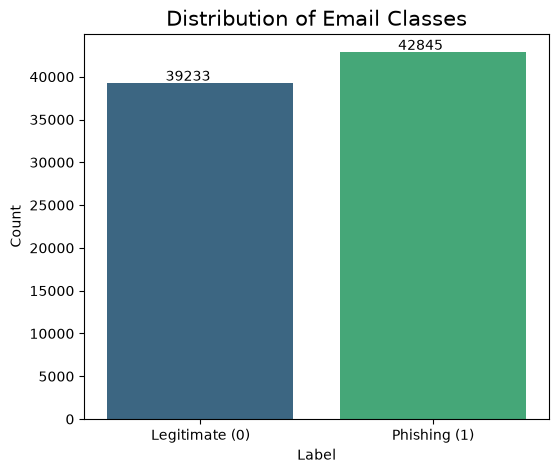 Distribution of Email Classes
39233
42845
40000
35000
30000
25000
20000
15000
10000
5000
0
Count
Legitimate (0)
Phishing (1)
Label